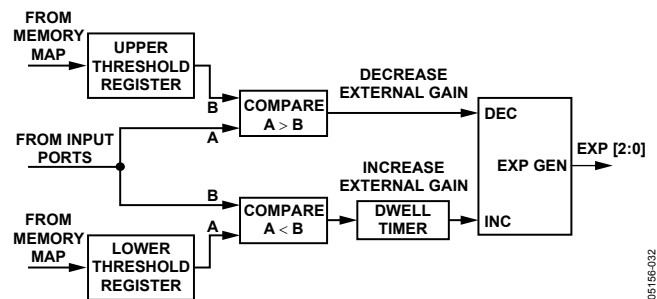 FROM
MEMORY
MAP
UPPER
THRESHOLD
REGISTER
B
COMPARE
A > B
A
DECREASE
EXTERNAL GAIN
DEC
FROM INPUT
PORTS
EXP GEN
EXP [2:0]
INCREASE
EXTERNAL GAIN
B
COMPARE
A < B
A
DWELL
TIMER
INC
FROM
MEMORY
MAP
LOWER
THRESHOLD
REGISTER
05156-032